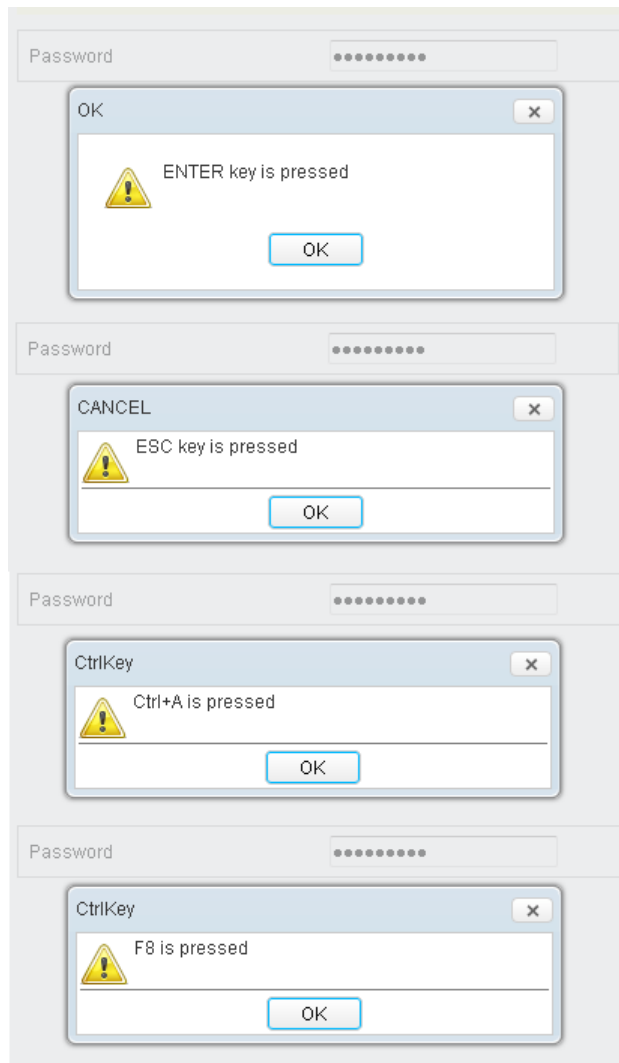 Password •••••••••
OK
ENTER key is pressed
OK
Password •••••••••
CANCEL
ESC key is pressed
OK
Password •••••••••
CtrlKey
Ctrl+A is pressed
OK
Password •••••••••
CtrlKey
F8 is pressed
OK